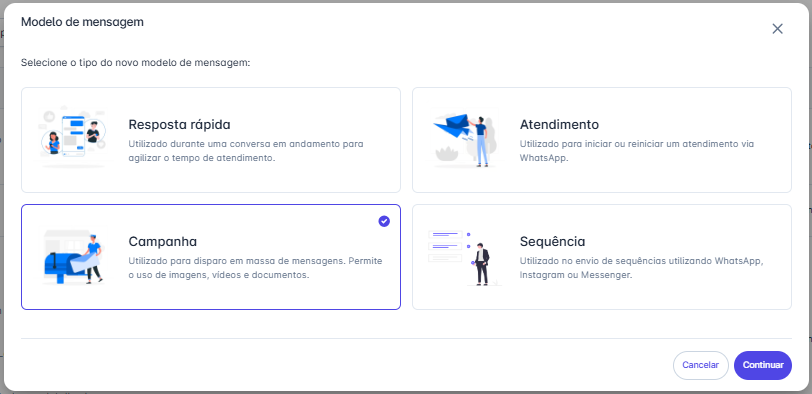 Modelo de mensagem
Selecione o tipo do novo modelo de mensagem:
Resposta rápida
Utilizado durante uma conversa em andamento para
agilizar o tempo de atendimento.
Atendimento
Utilizado para iniciar ou reiniciar um atendimento via
WhatsApp.
Campanha
Utilizado para disparo em massa de mensagens. Permite
o uso de imagens, vídeos e documentos.
Sequência
Utilizado no envio de sequências utilizando WhatsApp,
Instagram ou Messenger.
Cancelar
Continuar